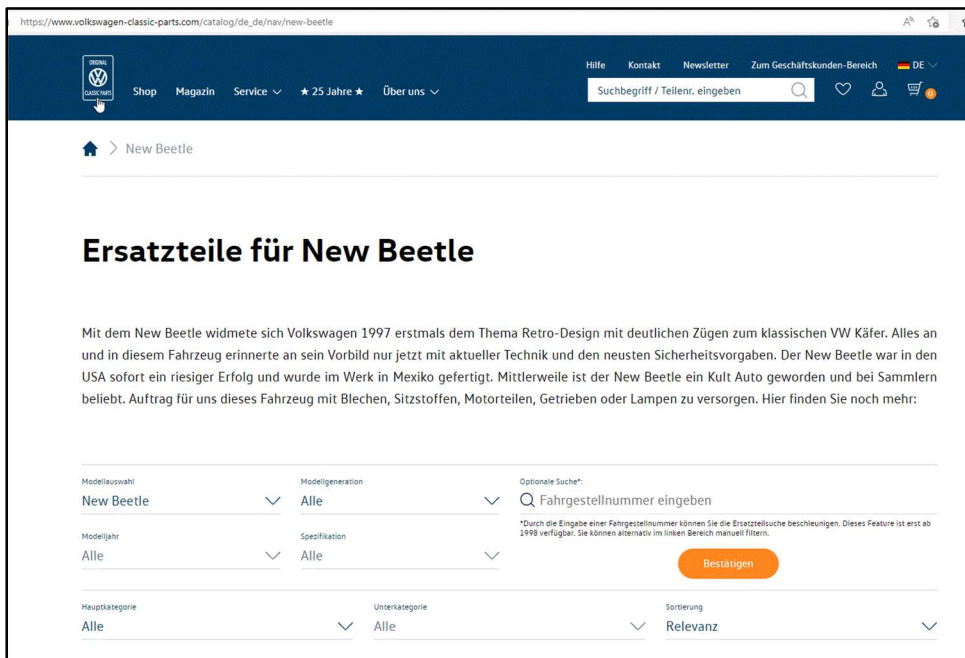 https://www.volkswagen-classic-parts.com/catalog/de_de/nav/new-beetle
Hilfe Kontakt Newsletter Zum Geschäftskunden-Bereich DE
ORIGINAL
CLASSIC PARTS
Shop Magazin Service ★ 25 Jahre ★ Über uns
Suchbegriff / Teilenr. eingeben
0
New Beetle
Ersatzteile für New Beetle
Mit dem New Beetle widmete sich Volkswagen 1997 erstmals dem Thema Retro-Design mit deutlichen Zügen zum klassischen VW Käfer. Alles an
und in diesem Fahrzeug erinnerte an sein Vorbild nur jetzt mit aktueller Technik und den neusten Sicherheitsvorgaben. Der New Beetle war in den
USA sofort ein riesiger Erfolg und wurde im Werk in Mexiko gefertigt. Mittlerweile ist der New Beetle ein Kult Auto geworden und bei Sammlern
beliebt. Auftrag für uns dieses Fahrzeug mit Blechen, Sitzstoffen, Motorteilen, Getrieben oder Lampen zu versorgen. Hier finden Sie noch mehr:
Modellauswahl Modellgeneration Optionale Suche*:
New Beetle Alle Fahrgestellnummer eingeben
*Durch die Eingabe einer Fahrgestellnummer können Sie die Ersatzteilsuche beschleunigen. Dieses Feature ist erst ab
1998 verfügbar. Sie können alternativ im linken Bereich manuell filtern.
Modelljahr Spezifikation
Alle Alle
Bestätigen
Hauptkategorie Unterkategorie Sortierung
Alle Alle Relevanz